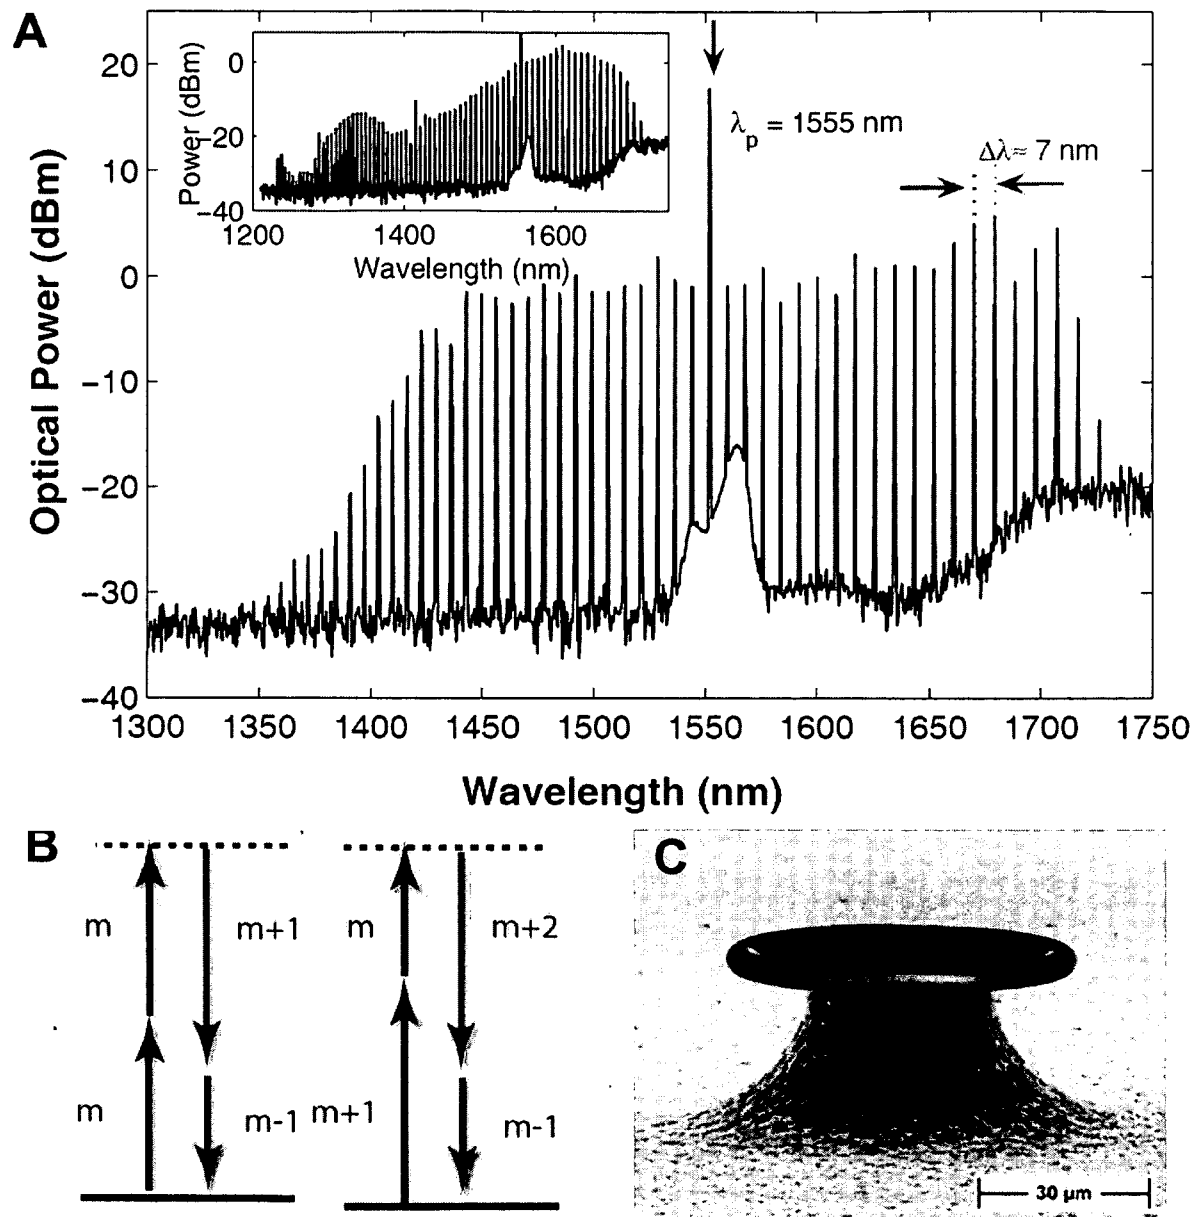 A
20
10
0
−10
−20
−30
−40
Optical Power (dBm)
1300 1350 1400 1450 1500 1550 1600 1650 1700 1750
Wavelength (nm)
Power (dBm)
0
−20
−40
1200 1400 1600
Wavelength (nm)
λp = 1555 nm
Δλ≈ 7 nm
B
m m+1
m m-1
m m+2
m+1 m-1
C
30 µm